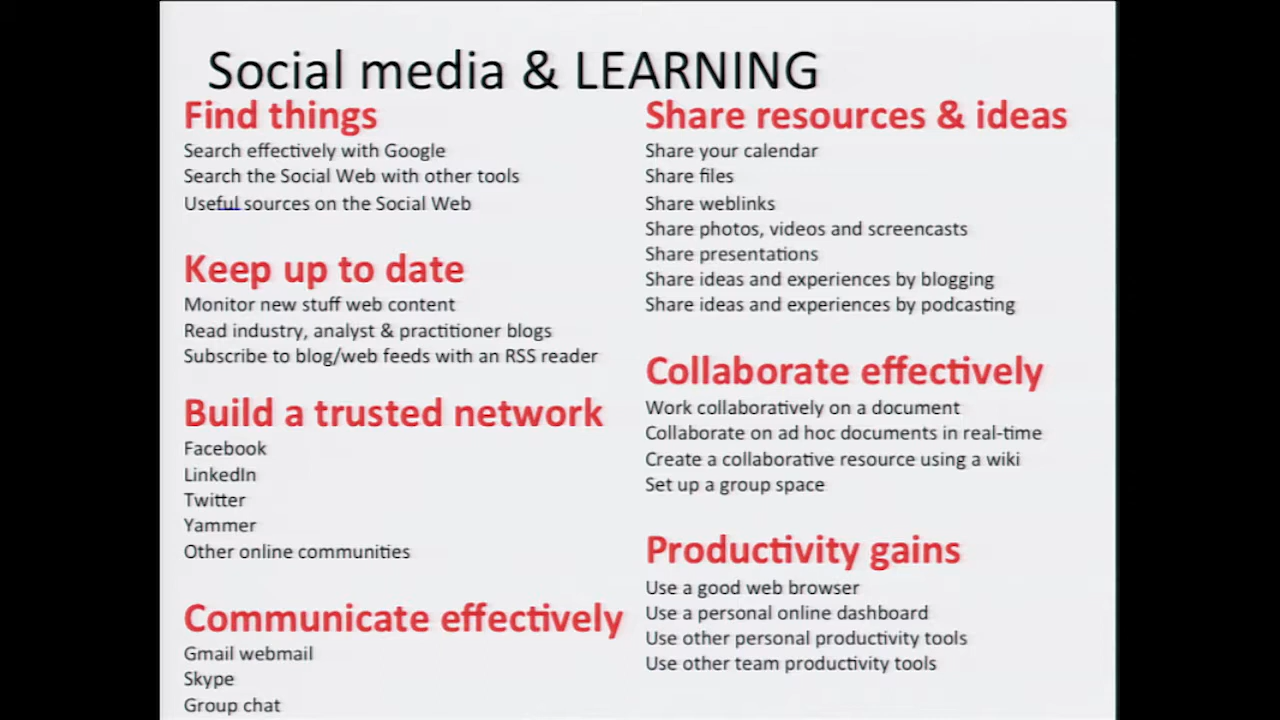 Social media & LEARNING
Find things
Search effectively with Google
Search the Social Web with other tools
Useful sources on the Social Web
Keep up to date
Monitor new stuff web content
Read industry, analyst & practitioner blogs
Subscribe to blog/web feeds with an RSS reader
Build a trusted network
Facebook
LinkedIn
Twitter
Yammer
Other online communities
Communicate effectively
Gmail webmail
Skype
Group chat
Share resources & ideas
Share your calendar
Share files
Share weblinks
Share photos, videos and screencasts
Share presentations
Share ideas and experiences by blogging
Share ideas and experiences by podcasting
Collaborate effectively
Work collaboratively on a document
Collaborate on ad hoc documents in real-time
Create a collaborative resource using a wiki
Set up a group space
Productivity gains
Use a good web browser
Use a personal online dashboard
Use other personal productivity tools
Use other team productivity tools